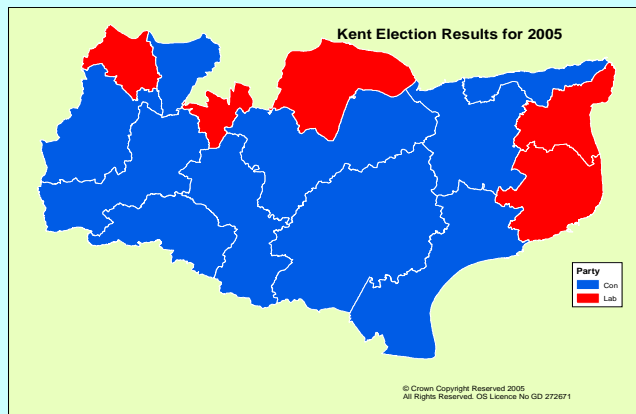 Kent Election Results for 2005
Party
Con
Lab
© Crown Copyright Reserved 2005
All Rights Reserved. OS Licence No GD 272671